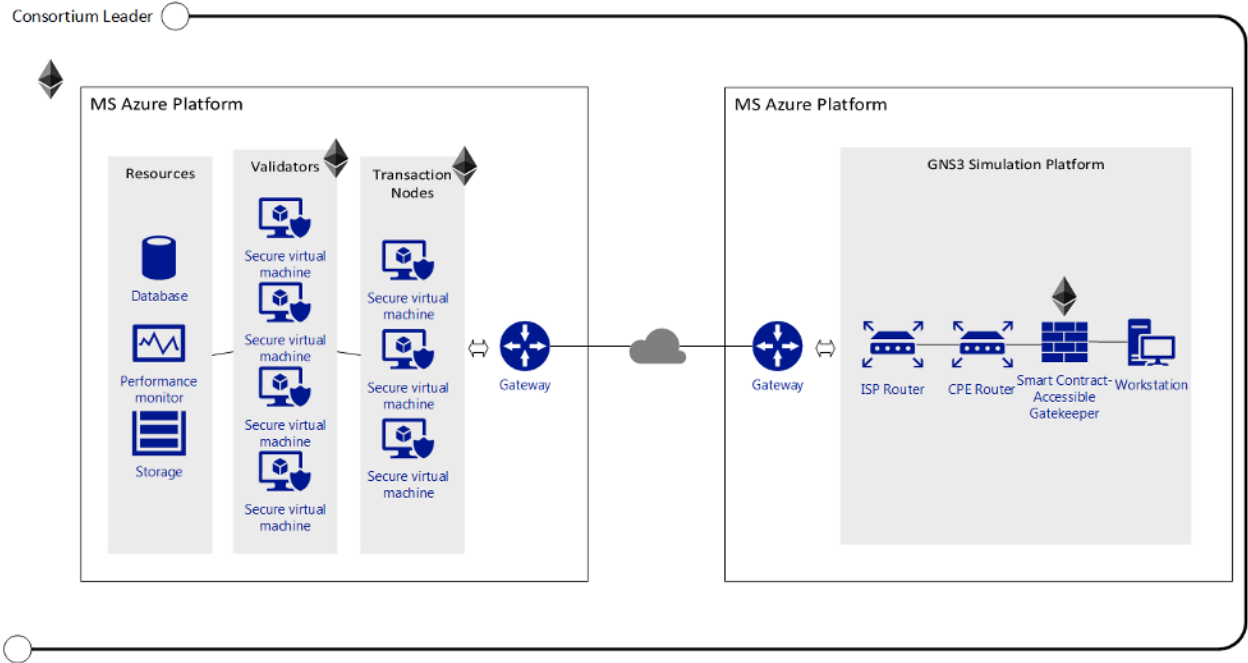 Consortium Leader
MS Azure Platform
Resources
Database
Performance
monitor
Storage
Validators
Secure virtual
machine
Secure virtual
machine
Secure virtual
machine
Secure virtual
machine
Transaction
Nodes
Secure virtual
machine
Secure virtual
machine
Secure virtual
machine
Gateway
MS Azure Platform
Gateway
GNS3 Simulation Platform
ISP Router
CPE Router
Smart Contract-
Accessible
Gatekeeper
Workstation